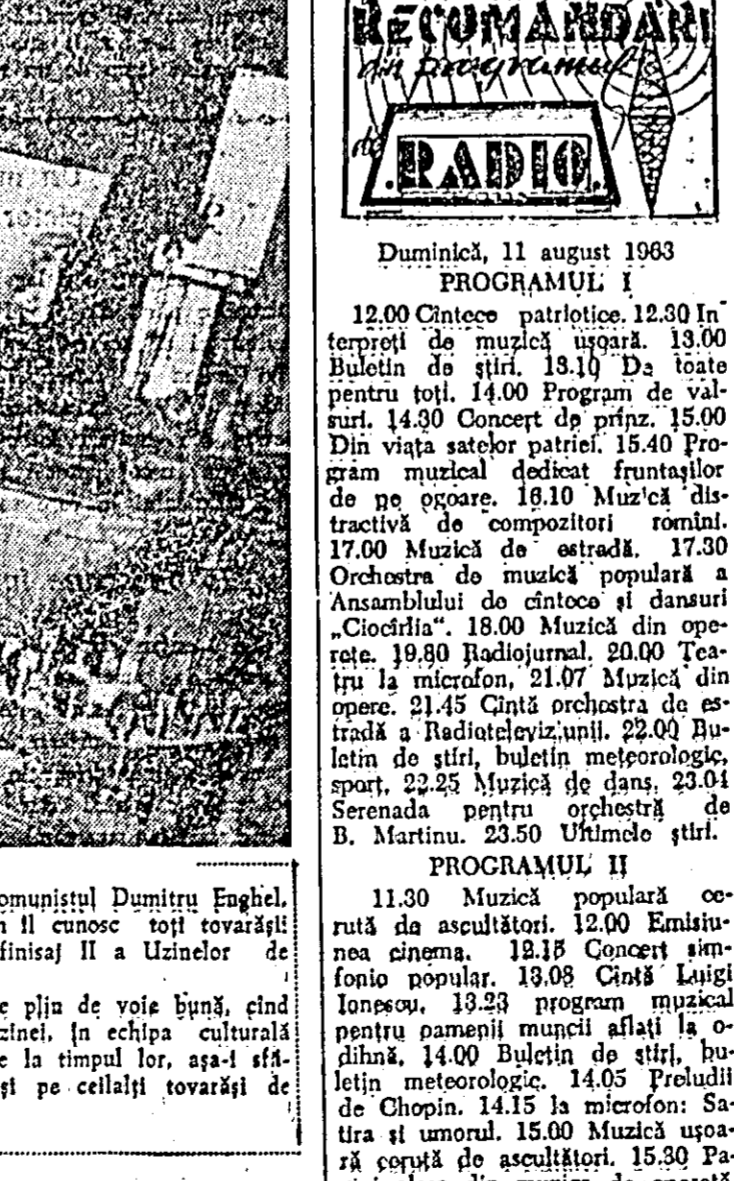 omunistul Dumitru Enghel,
îl cunosc toți tovarășii
finisaj II a Uzinelor de
plin de voie bună, cînd
zinei. În echipa culturală
e la timpul lor, așa-i sfă-
și pe ceilalți tovarăși de
RECOMANDĂRI
din programul
de
RADIO
Duminică, 11 august 1963
PROGRAMUL I
12.00 Cîntece patriotice. 12.30 In-
terpreți de muzică ușoară. 13.00
Buletin de știri. 13.10 De toate
pentru toți. 14.00 Program de val-
suri. 14.30 Concert de prînz. 15.00
Din viața satelor patriei. 15.40 Pro-
gram muzical dedicat fruntașilor
de pe ogoare. 16.10 Muzică dis-
tractivă de compozitori romîni.
17.00 Muzică de estradă. 17.30
Orchestra de muzică populară a
Ansamblului de cîntece și dansuri
„Ciocîrlia“. 18.00 Muzică din ope-
rete. 19.30 Radiojurnal. 20.00 Tea-
tru la microfon, 21.07 Muzică din
opere. 21.45 Cîntă orchestra de es-
tradă a Radioteleviziunii. 22.00 Bu-
letin de știri, buletin meteorologic,
sport. 22.25 Muzică de dans. 23.04
Serenada pentru orchestră de
B. Martinu. 23.50 Ultimele știri.
PROGRAMUL II
11.30 Muzică populară ce-
rută de ascultători. 12.00 Emisiu-
nea cinema. 12.15 Concert sim-
fonic popular. 13.08 Cîntă Luigi
Ionescu. 13.23 program muzical
pentru oamenii muncii aflați la o-
dihnă. 14.00 Buletin de știri, bu-
letin meteorologic. 14.05 Preludii
de Chopin. 14.15 la microfon: Sa-
tira și umorul. 15.00 Muzică ușoa-
ră cerută de ascultători. 15.30 Pa-
din muzica de operetă